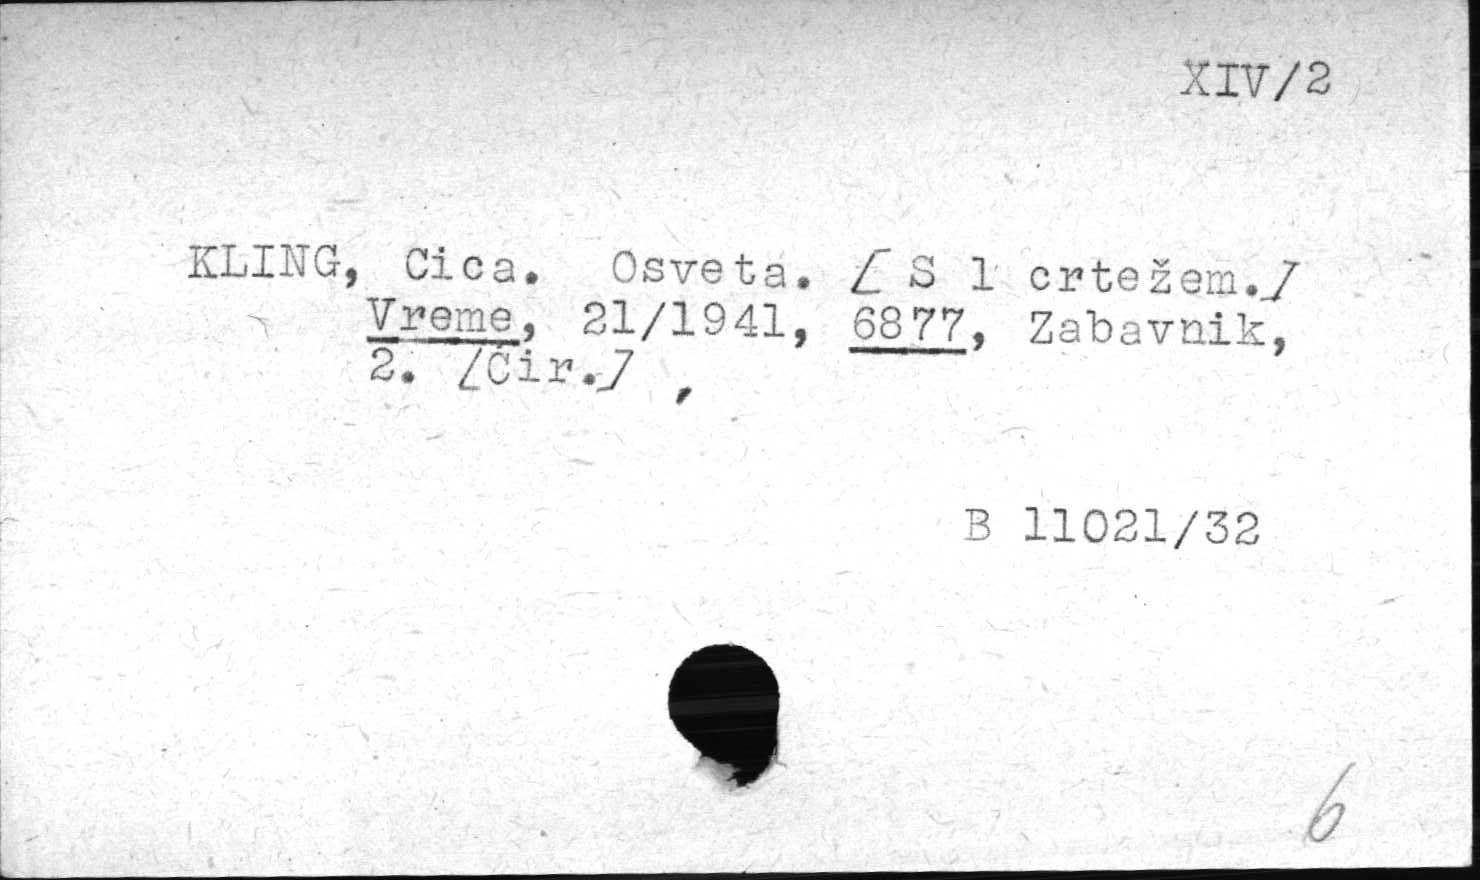 XIV/2
KLING, Cica. Osveta. [ S 1 crtežem.]
Vreme, 21/1941, 6877, Zabavnik,
2. [Ćir.] ,
B 11021/32
6